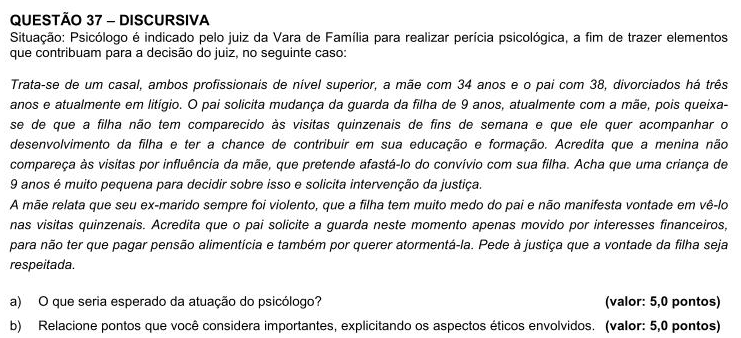 QUESTÃO 37 – DISCURSIVA
Situação: Psicólogo é indicado pelo juiz da Vara de Família para realizar perícia psicológica, a fim de trazer elementos
que contribuam para a decisão do juiz, no seguinte caso:
Trata-se de um casal, ambos profissionais de nível superior, a mãe com 34 anos e o pai com 38, divorciados há três
anos e atualmente em litígio. O pai solicita mudança da guarda da filha de 9 anos, atualmente com a mãe, pois queixa-
se de que a filha não tem comparecido às visitas quinzenais de fins de semana e que ele quer acompanhar o
desenvolvimento da filha e ter a chance de contribuir em sua educação e formação. Acredita que a menina não
compareça às visitas por influência da mãe, que pretende afastá-lo do convívio com sua filha. Acha que uma criança de
9 anos é muito pequena para decidir sobre isso e solicita intervenção da justiça.
A mãe relata que seu ex-marido sempre foi violento, que a filha tem muito medo do pai e não manifesta vontade em vê-lo
nas visitas quinzenais. Acredita que o pai solicite a guarda neste momento apenas movido por interesses financeiros,
para não ter que pagar pensão alimentícia e também por querer atormentá-la. Pede à justiça que a vontade da filha seja
respeitada.
a) O que seria esperado da atuação do psicólogo? (valor: 5,0 pontos)
b) Relacione pontos que você considera importantes, explicitando os aspectos éticos envolvidos. (valor: 5,0 pontos)